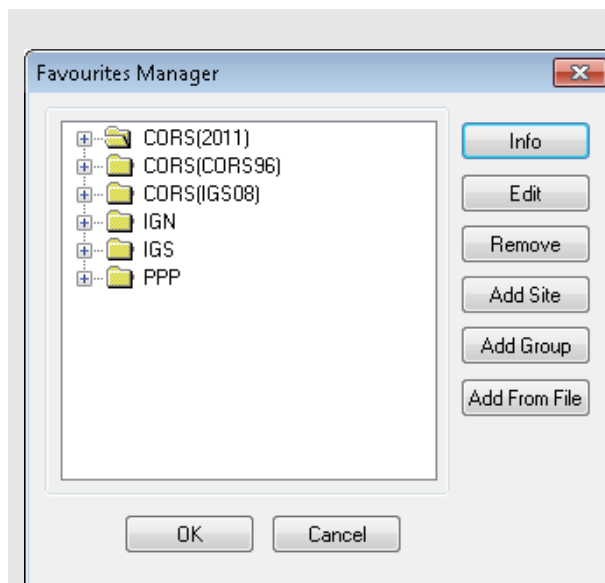 Favourites Manager
CORS(2011)
CORS(CORS96)
CORS(IGS08)
IGN
IGS
PPP
Info
Edit
Remove
Add Site
Add Group
Add From File
OK
Cancel